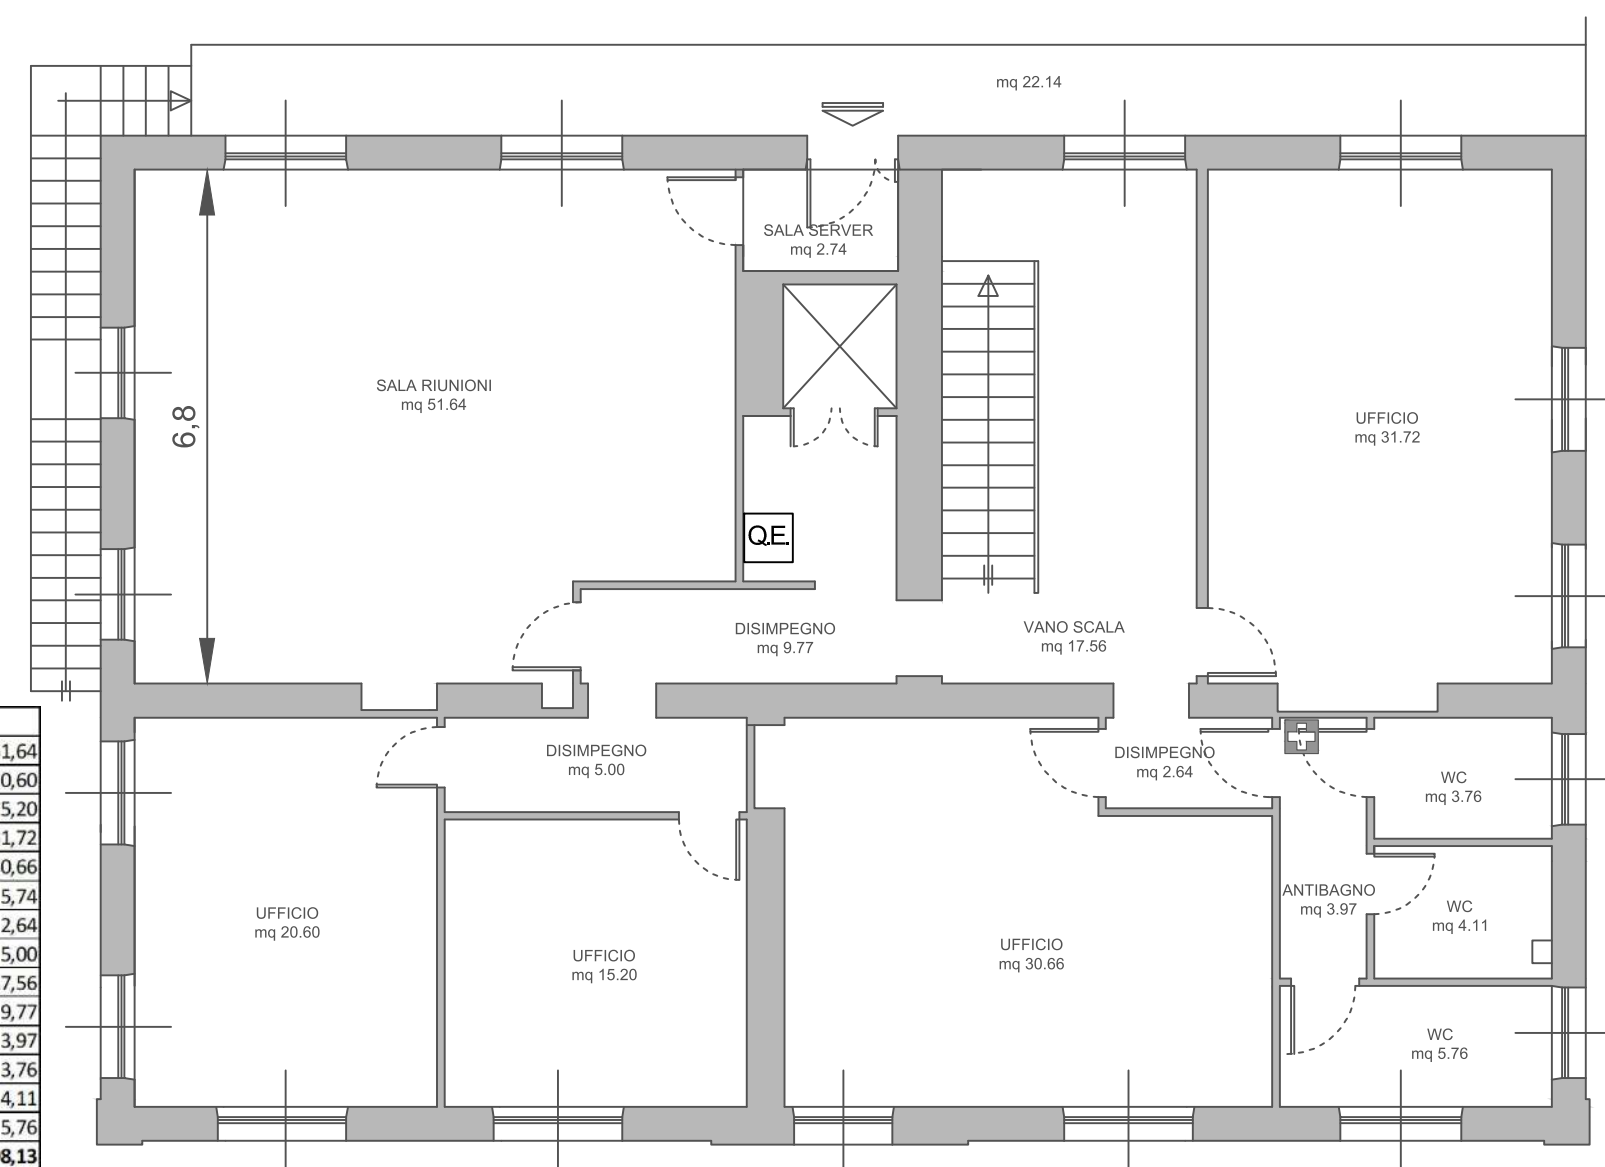 mq 22.14
SALA SERVER
mq 2.74
SALA RIUNIONI
mq 51.64
6,8
UFFICIO
mq 31.72
Q.E.
DISIMPEGNO
mq 9.77
VANO SCALA
mq 17.56
DISIMPEGNO
mq 5.00
DISIMPEGNO
mq 2.64
WC
mq 3.76
ANTIBAGNO
mq 3.97
WC
mq 4.11
UFFICIO
mq 20.60
UFFICIO
mq 15.20
UFFICIO
mq 30.66
WC
mq 5.76
1,64
0,60
5,20
1,72
0,66
5,74
2,64
5,00
7,56
9,77
3,97
3,76
4,11
5,76
8,13